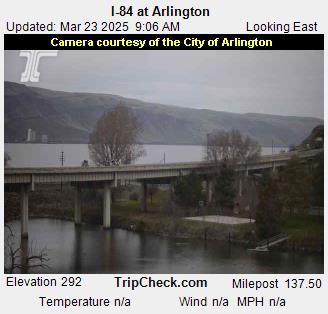 I-84 at Arlington
Updated: Mar 23 2025 9:06 AM Looking East
Camera courtesy of the City of Arlington
Elevation 292 TripCheck.com Milepost 137.50
Temperature n/a Wind n/a MPH n/a